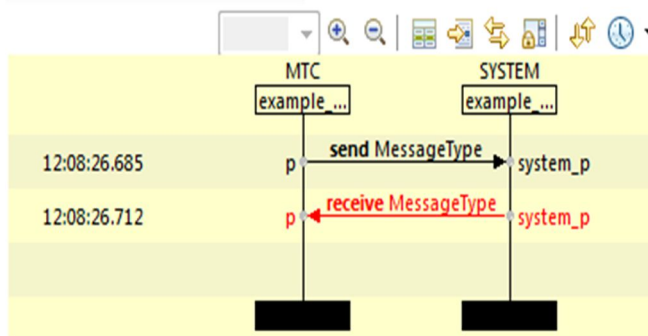 MTC SYSTEM
example_... example_...
12:08:26.685 p send MessageType system_p
12:08:26.712 p receive MessageType system_p